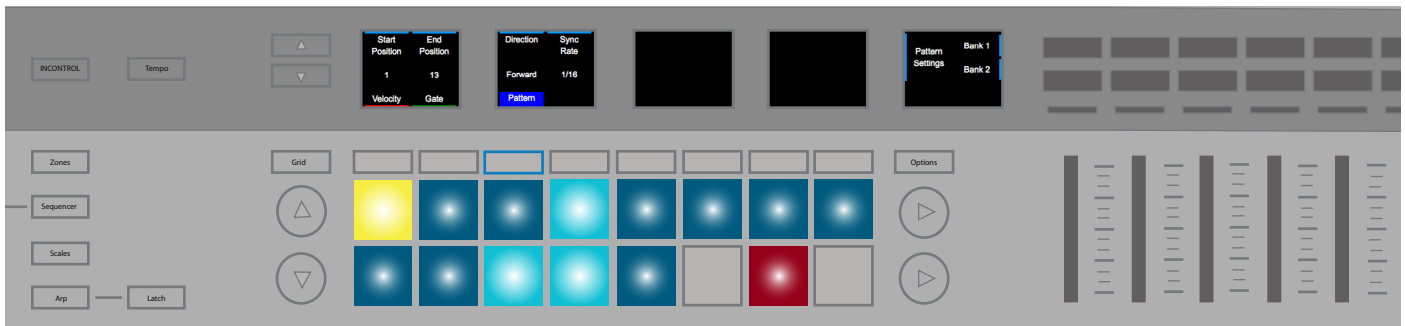 INCONTROL
Tempo
Start
Position
End
Position
1
13
Velocity
Gate
Direction
Sync
Rate
Forward
1/16
Pattern
Pattern
Settings
Bank 1
Bank 2
Zones
Grid
Options
Sequencer
Scales
Arp
Latch